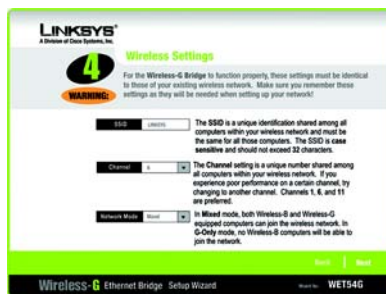 LINKSYS®
A Division of Cisco Systems, Inc.
4
WARNING:
Wireless Settings
For the Wireless-G Bridge to function properly, these settings must be identical
to those of your existing wireless network. Make sure you remember these
settings as they will be needed when setting up your network!
SSID LINKSYS
The SSID is a unique identification shared among all
computers within your wireless network and must be
the same for all those computers. The SSID is case
sensitive and should not exceed 32 characters.
Channel 6
The Channel setting is a unique number shared among
all computers within your wireless network. If you
experience poor performance on a certain channel, try
changing to another channel. Channels 1, 6, and 11
are preferred.
Network Mode Mixed
In Mixed mode, both Wireless-B and Wireless-G
equipped computers can join the wireless network. In
G-Only mode, no Wireless-B computers will be able to
join the network.
Back Next
Wireless-G Ethernet Bridge Setup Wizard Model No. WET54G